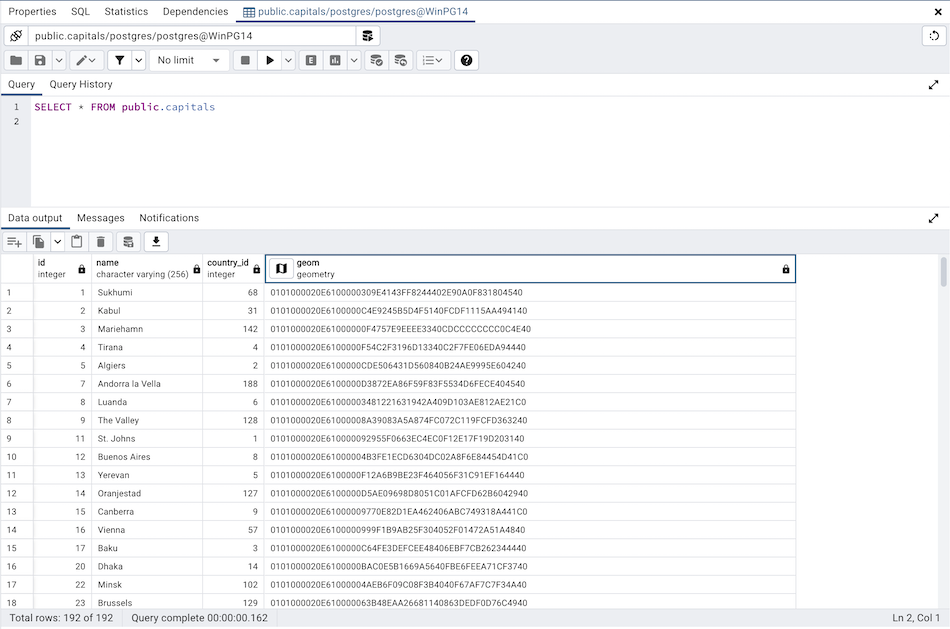 Properties SQL Statistics Dependencies public.capitals/postgres/postgres@WinPG14
public.capitals/postgres/postgres@WinPG14
No limit
Query Query History
1 SELECT * FROM public.capitals
2
Data output Messages Notifications
id name country_id geom
integer character varying (256) integer geometry
1 1 Sukhumi 68 0101000020E6100000309E4143FF8244402E90A0F831804540
2 2 Kabul 31 0101000020E6100000C4E9245B5D4F5140FCDF1115AA494140
3 3 Mariehamn 142 0101000020E6100000F4757E9EEEE3340CDCCCCCCCC0C4E40
4 4 Tirana 4 0101000020E6100000F54C2F3196D13340C2F7FE06EDA94440
5 5 Algiers 2 0101000020E6100000CDE506431D560840B24AE9995E604240
6 7 Andorra la Vella 188 0101000020E6100000D3872EA86F59F83F5534D6FECE404540
7 8 Luanda 6 0101000020E61000003481221631942A409D103AE812AE21C0
8 9 The Valley 128 0101000020E61000008A39083A5A874FC072C119FCFD363240
9 11 St. Johns 1 0101000020E610000092955F0663EC4EC0F12E17F19D203140
10 12 Buenos Aires 8 0101000020E61000004B3FE1ECD6304DC02A8F6E84454D41C0
11 13 Yerevan 5 0101000020E6100000F12A6B9BE23F464056F31C91EF164440
12 14 Oranjestad 127 0101000020E6100000D5AE09698D8051C01AFCFD62B6042940
13 15 Canberra 9 0101000020E61000009770E82D1EA462406ABC749318A441C0
14 16 Vienna 57 0101000020E6100000999F1B9AB25F304052F01472A51A4840
15 17 Baku 3 0101000020E6100000C64FE3DEFCEE48406EBF7CB262344440
16 20 Dhaka 14 0101000020E6100000BAC0E5B1669A5640FBE6FEEA71CF3740
17 22 Minsk 102 0101000020E61000004AEB6F09C08F3B4040F67AF7C7F34A40
18 23 Brussels 129 0101000020E610000063B48EAA26681140863DEDF0D76C4940
Total rows: 192 of 192 Query complete 00:00:00.162 Ln 2, Col 1